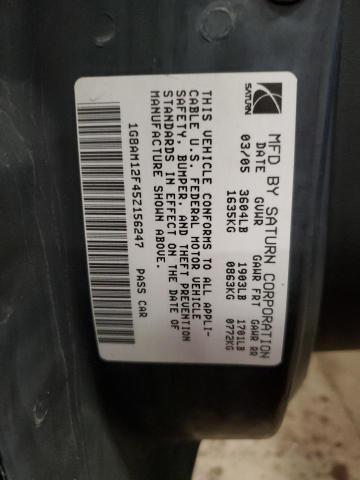 SATURN
MFD BY SATURN CORPORATION
DATE GVWR GAWR FRT GAWR RR
03/05 3604LB 1903LB 1701LB
1635KG 0863KG 0772KG
THIS VEHICLE CONFORMS TO ALL APPLI-
CABLE U.S. FEDERAL MOTOR VEHICLE
SAFETY, BUMPER, AND THEFT PREVENTION
STANDARDS IN EFFECT ON THE DATE OF
MANUFACTURE SHOWN ABOVE.
1G8AM12F45Z156247 PASS CAR